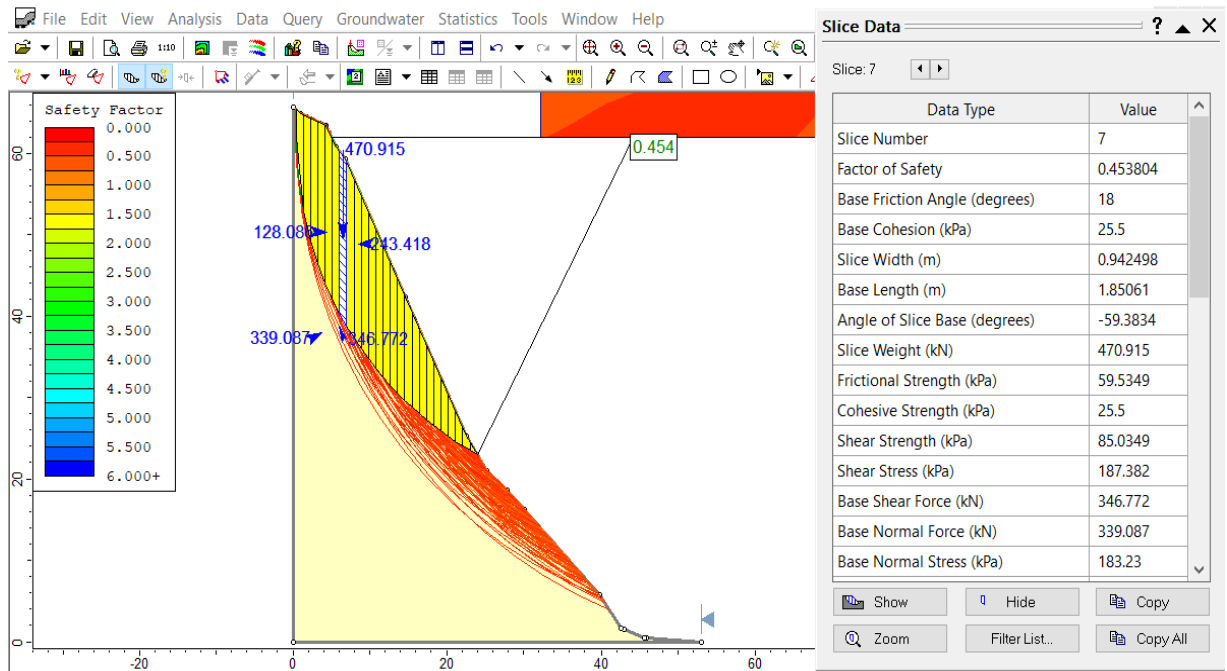 File Edit View Analysis Data Query Groundwater Statistics Tools Window Help
1:10
Safety Factor
0.000
0.500
1.000
1.500
2.000
2.500
3.000
3.500
4.000
4.500
5.000
5.500
6.000+
470.915
0.454
128.088
243.418
339.087
346.772
60
40
20
0
-20
0
20
40
60
Slice Data
?
Slice: 7
Data Type Value
Slice Number 7
Factor of Safety 0.453804
Base Friction Angle (degrees) 18
Base Cohesion (kPa) 25.5
Slice Width (m) 0.942498
Base Length (m) 1.85061
Angle of Slice Base (degrees) -59.3834
Slice Weight (kN) 470.915
Frictional Strength (kPa) 59.5349
Cohesive Strength (kPa) 25.5
Shear Strength (kPa) 85.0349
Shear Stress (kPa) 187.382
Base Shear Force (kN) 346.772
Base Normal Force (kN) 339.087
Base Normal Stress (kPa) 183.23
Show Hide Copy
Zoom Filter List... Copy All